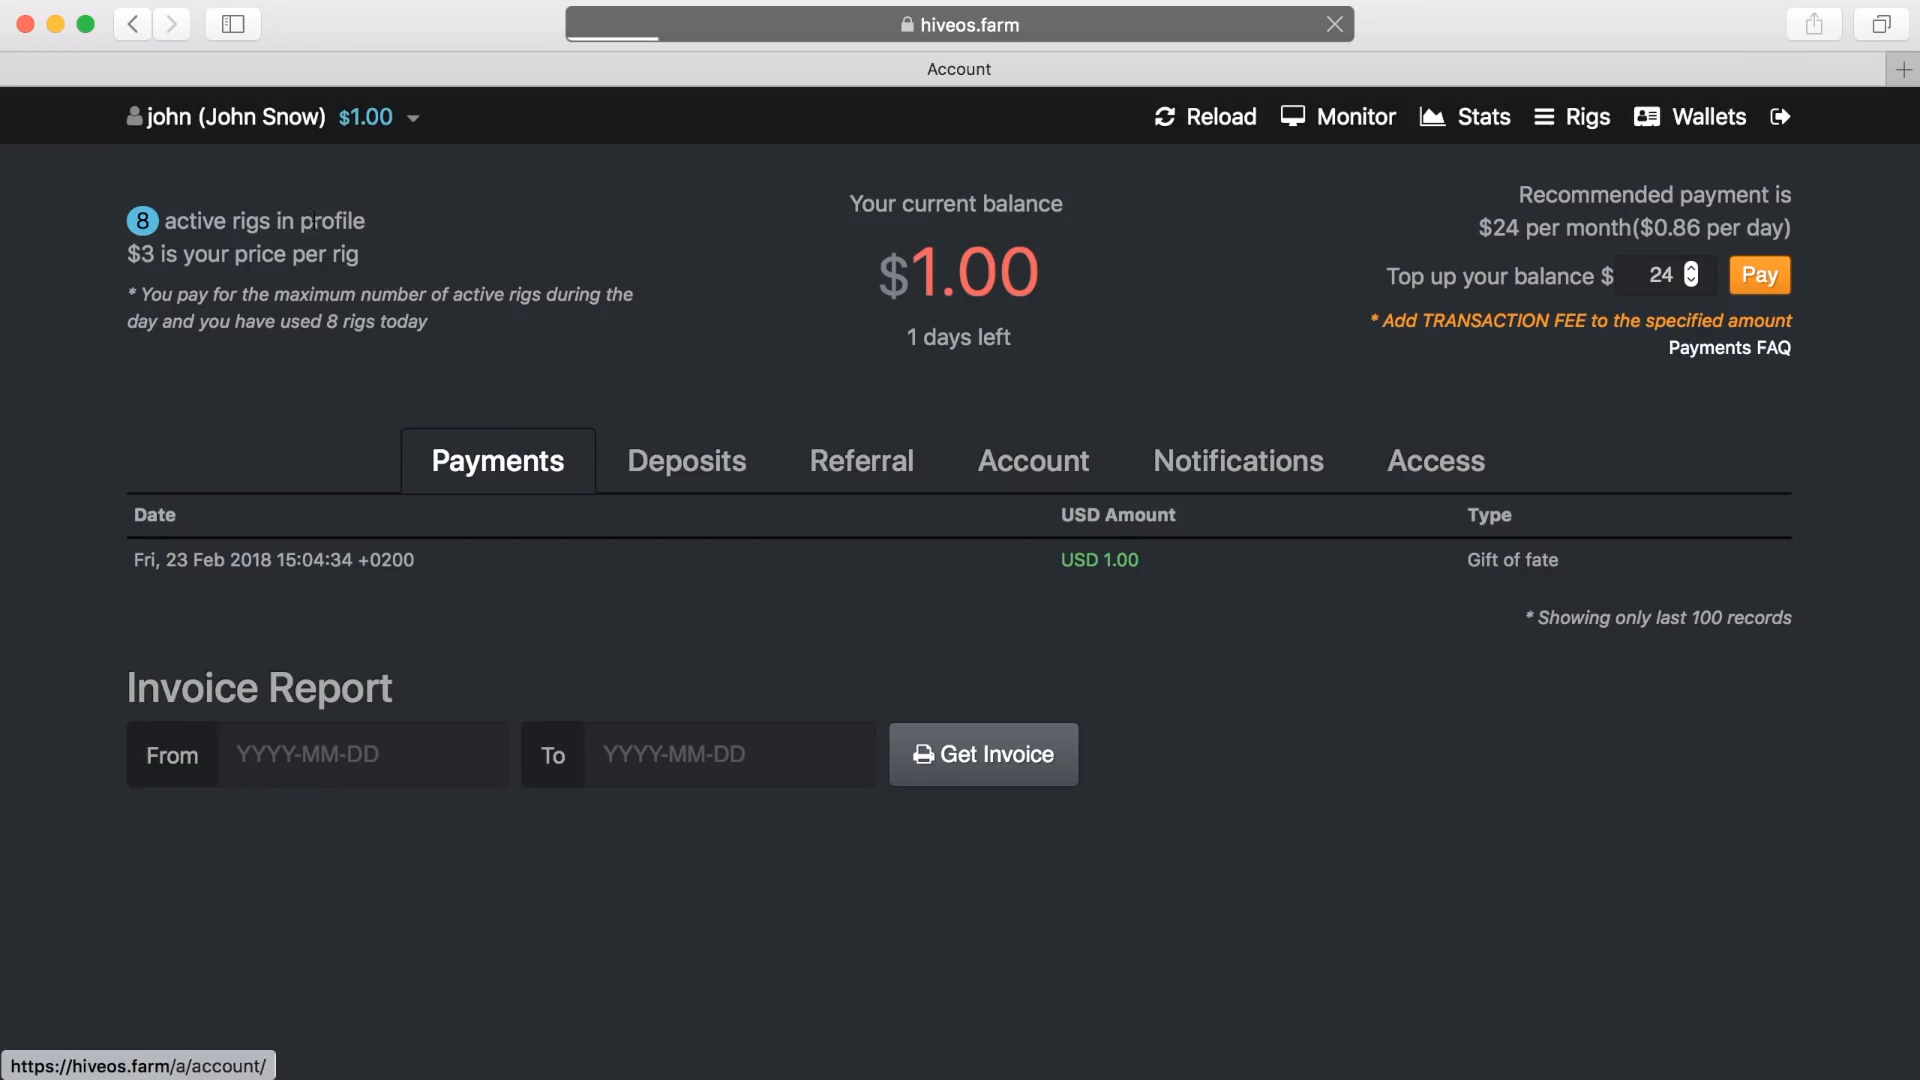 hiveos.farm
Account
john (John Snow) $1.00
Reload Monitor Stats Rigs Wallets
8 active rigs in profile
$3 is your price per rig
* You pay for the maximum number of active rigs during the
day and you have used 8 rigs today
Your current balance
$1.00
1 days left
Recommended payment is
$24 per month($0.86 per day)
Top up your balance $ 24 Pay
* Add TRANSACTION FEE to the specified amount
Payments FAQ
Payments Deposits Referral Account Notifications Access
Date USD Amount Type
Fri, 23 Feb 2018 15:04:34 +0200 USD 1.00 Gift of fate
* Showing only last 100 records
Invoice Report
From YYYY-MM-DD To YYYY-MM-DD Get Invoice
https://hiveos.farm/a/account/